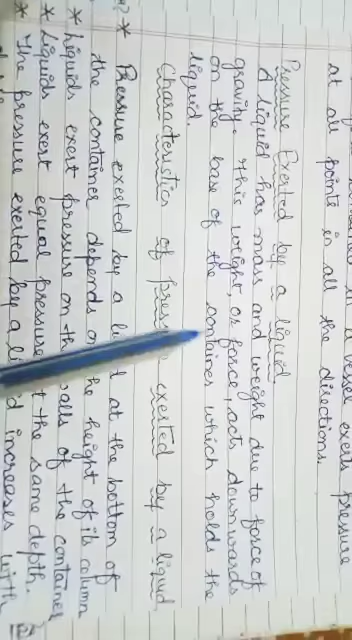 a vessel exerts pressure
at all points in all the directions.
Pressure Exerted by a liquid
A liquid has mass and weight due to force of
gravity. This weight, or force, acts downwards
on the base of the container which holds the
liquid.
Characteristics of exerted by a liquid
* Pressure exerted by a at the bottom of
the container depends on the height of its column
* Liquids exert pressure on the walls of the container
* Liquids exert equal pressure at the same depth.
* The pressure exerted by a increases with